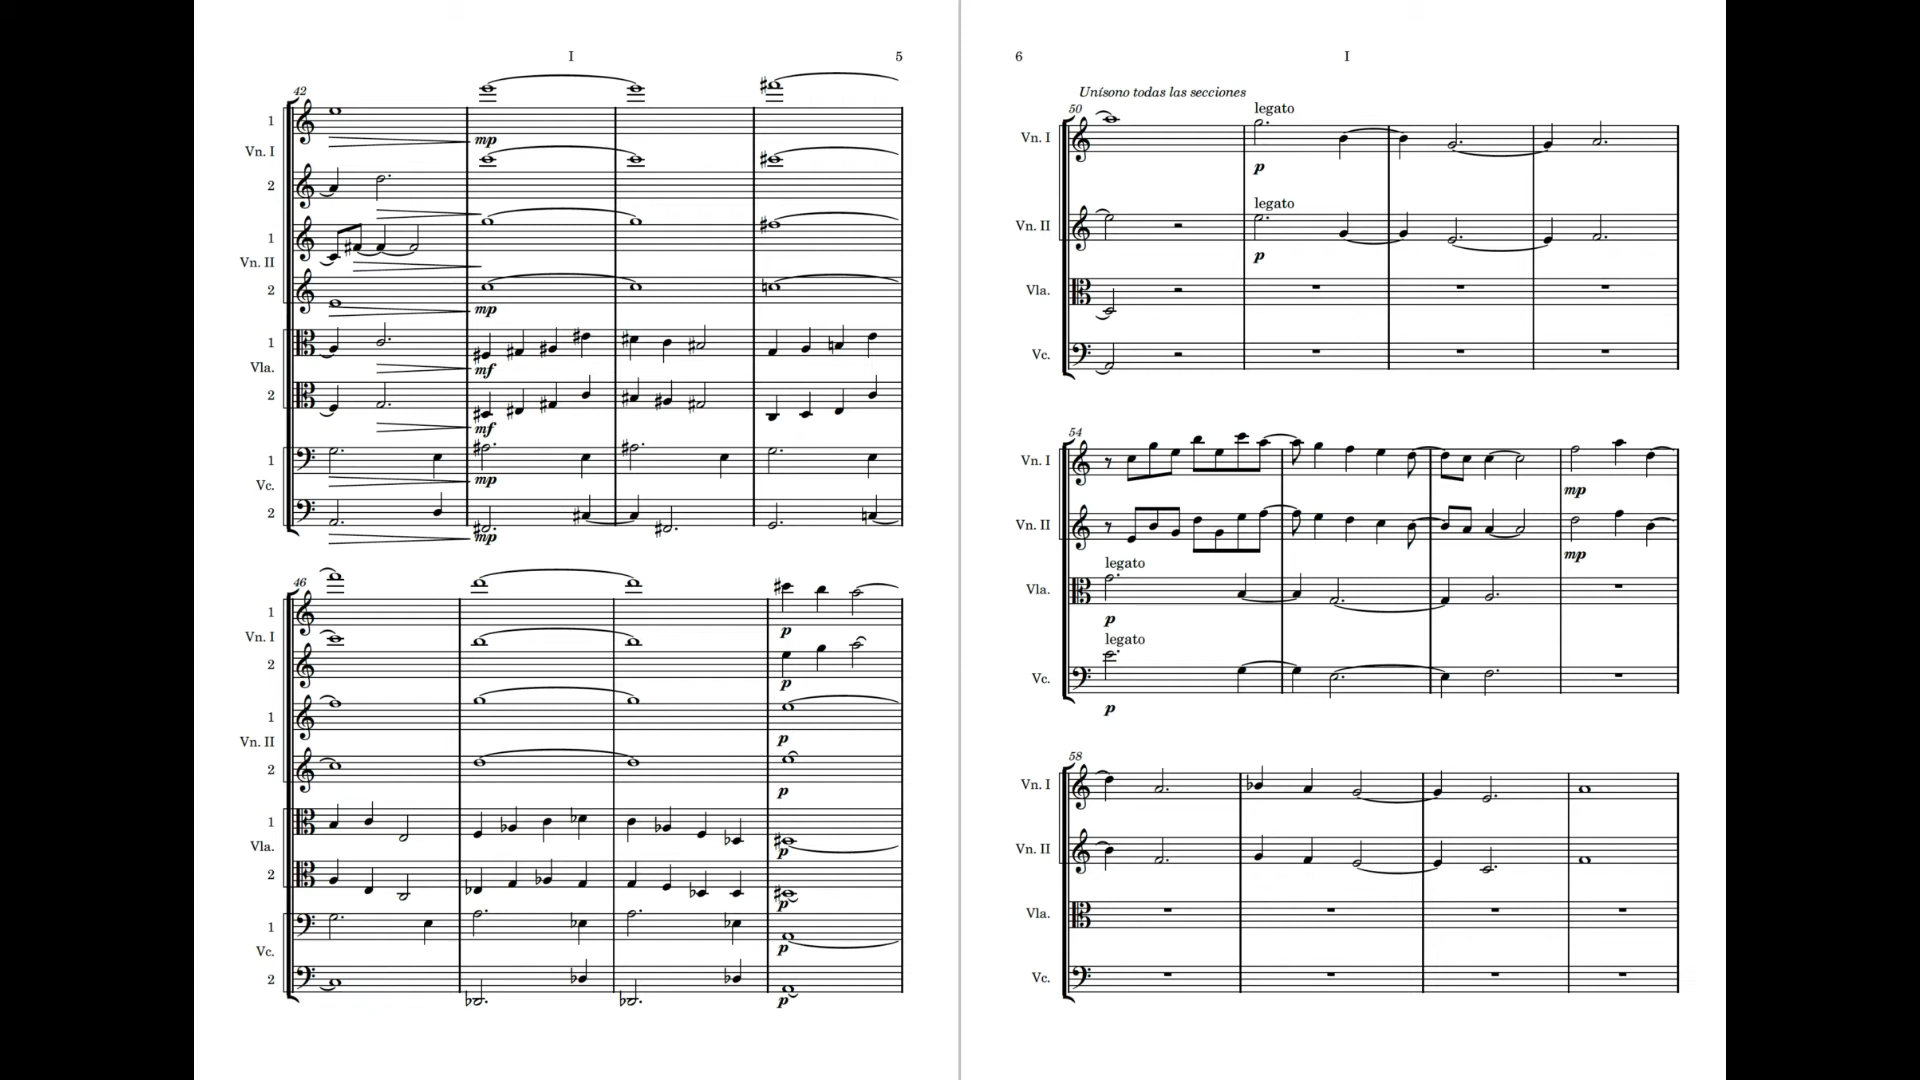 I 5
42
1
Vn. I
mp
2
1
Vn. II
2
mp
1
Vla.
mf
2
mf
1
Vc.
mp
2
mp
46
1
Vn. I
p
2
p
1
Vn. II
p
2
p
1
Vla.
p
2
p
1
Vc.
p
2
p
6 I
Unísono todas las secciones
50
legato
Vn. I
p
legato
Vn. II
p
Vla.
Vc.
54
Vn. I
mp
Vn. II
mp
legato
Vla.
p
legato
Vc.
p
58
Vn. I
Vn. II
Vla.
Vc.